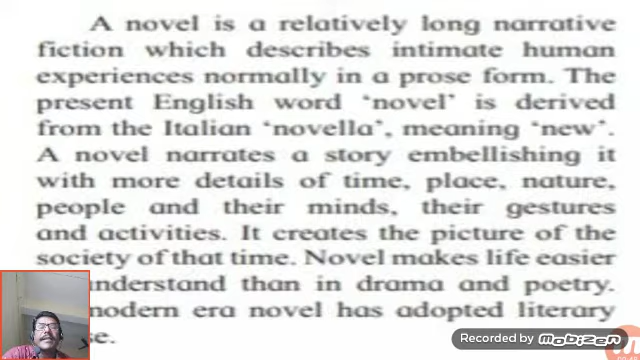 A novel is a relatively long narrative
fiction which describes intimate human
experiences normally in a prose form. The
present English word ‘novel’ is derived
from the Italian ‘novella’, meaning ‘new’.
A novel narrates a story embellishing it
with more details of time, place, nature,
people and their minds, their gestures
and activities. It creates the picture of the
society of that time. Novel makes life easier
understand than in drama and poetry.
modern era novel has adopted literary
Recorded by MOBIZEN